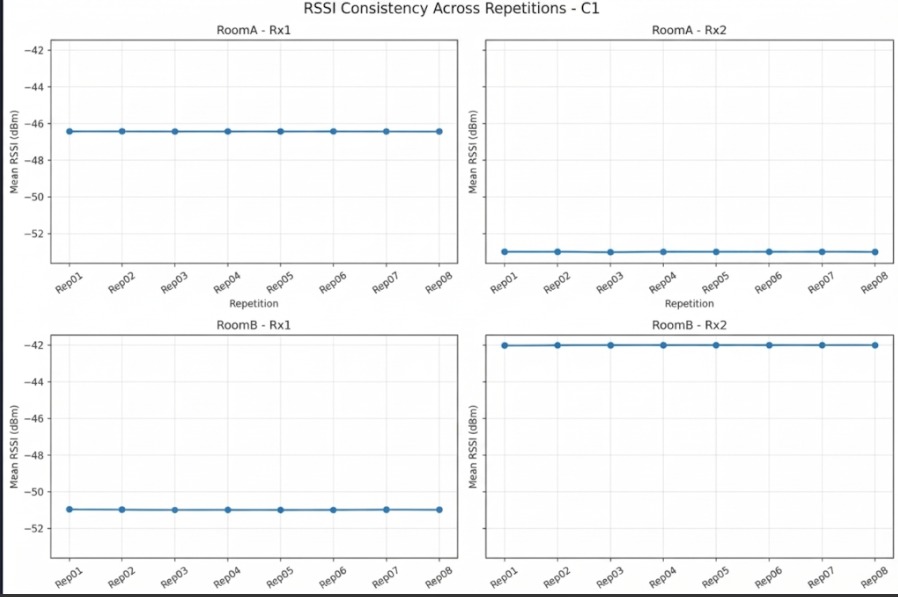 RSSI Consistency Across Repetitions - C1
RoomA - Rx1
Mean RSSI (dBm)
−42
−44
−46
−48
−50
−52
Rep01 Rep02 Rep03 Rep04 Rep05 Rep06 Rep07 Rep08
Repetition
RoomA - Rx2
Mean RSSI (dBm)
Rep01 Rep02 Rep03 Rep04 Rep05 Rep06 Rep07 Rep08
Repetition
RoomB - Rx1
Mean RSSI (dBm)
−42
−44
−46
−48
−50
−52
Rep01 Rep02 Rep03 Rep04 Rep05 Rep06 Rep07 Rep08
RoomB - Rx2
Mean RSSI (dBm)
Rep01 Rep02 Rep03 Rep04 Rep05 Rep06 Rep07 Rep08